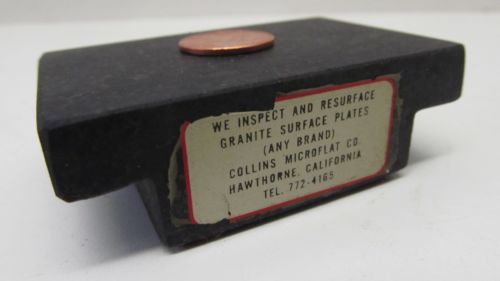 WE INSPECT AND RESURFACE
GRANITE SURFACE PLATES
(ANY BRAND)
COLLINS MICROFLAT CO.
HAWTHORNE, CALIFORNIA
TEL. 772-4165